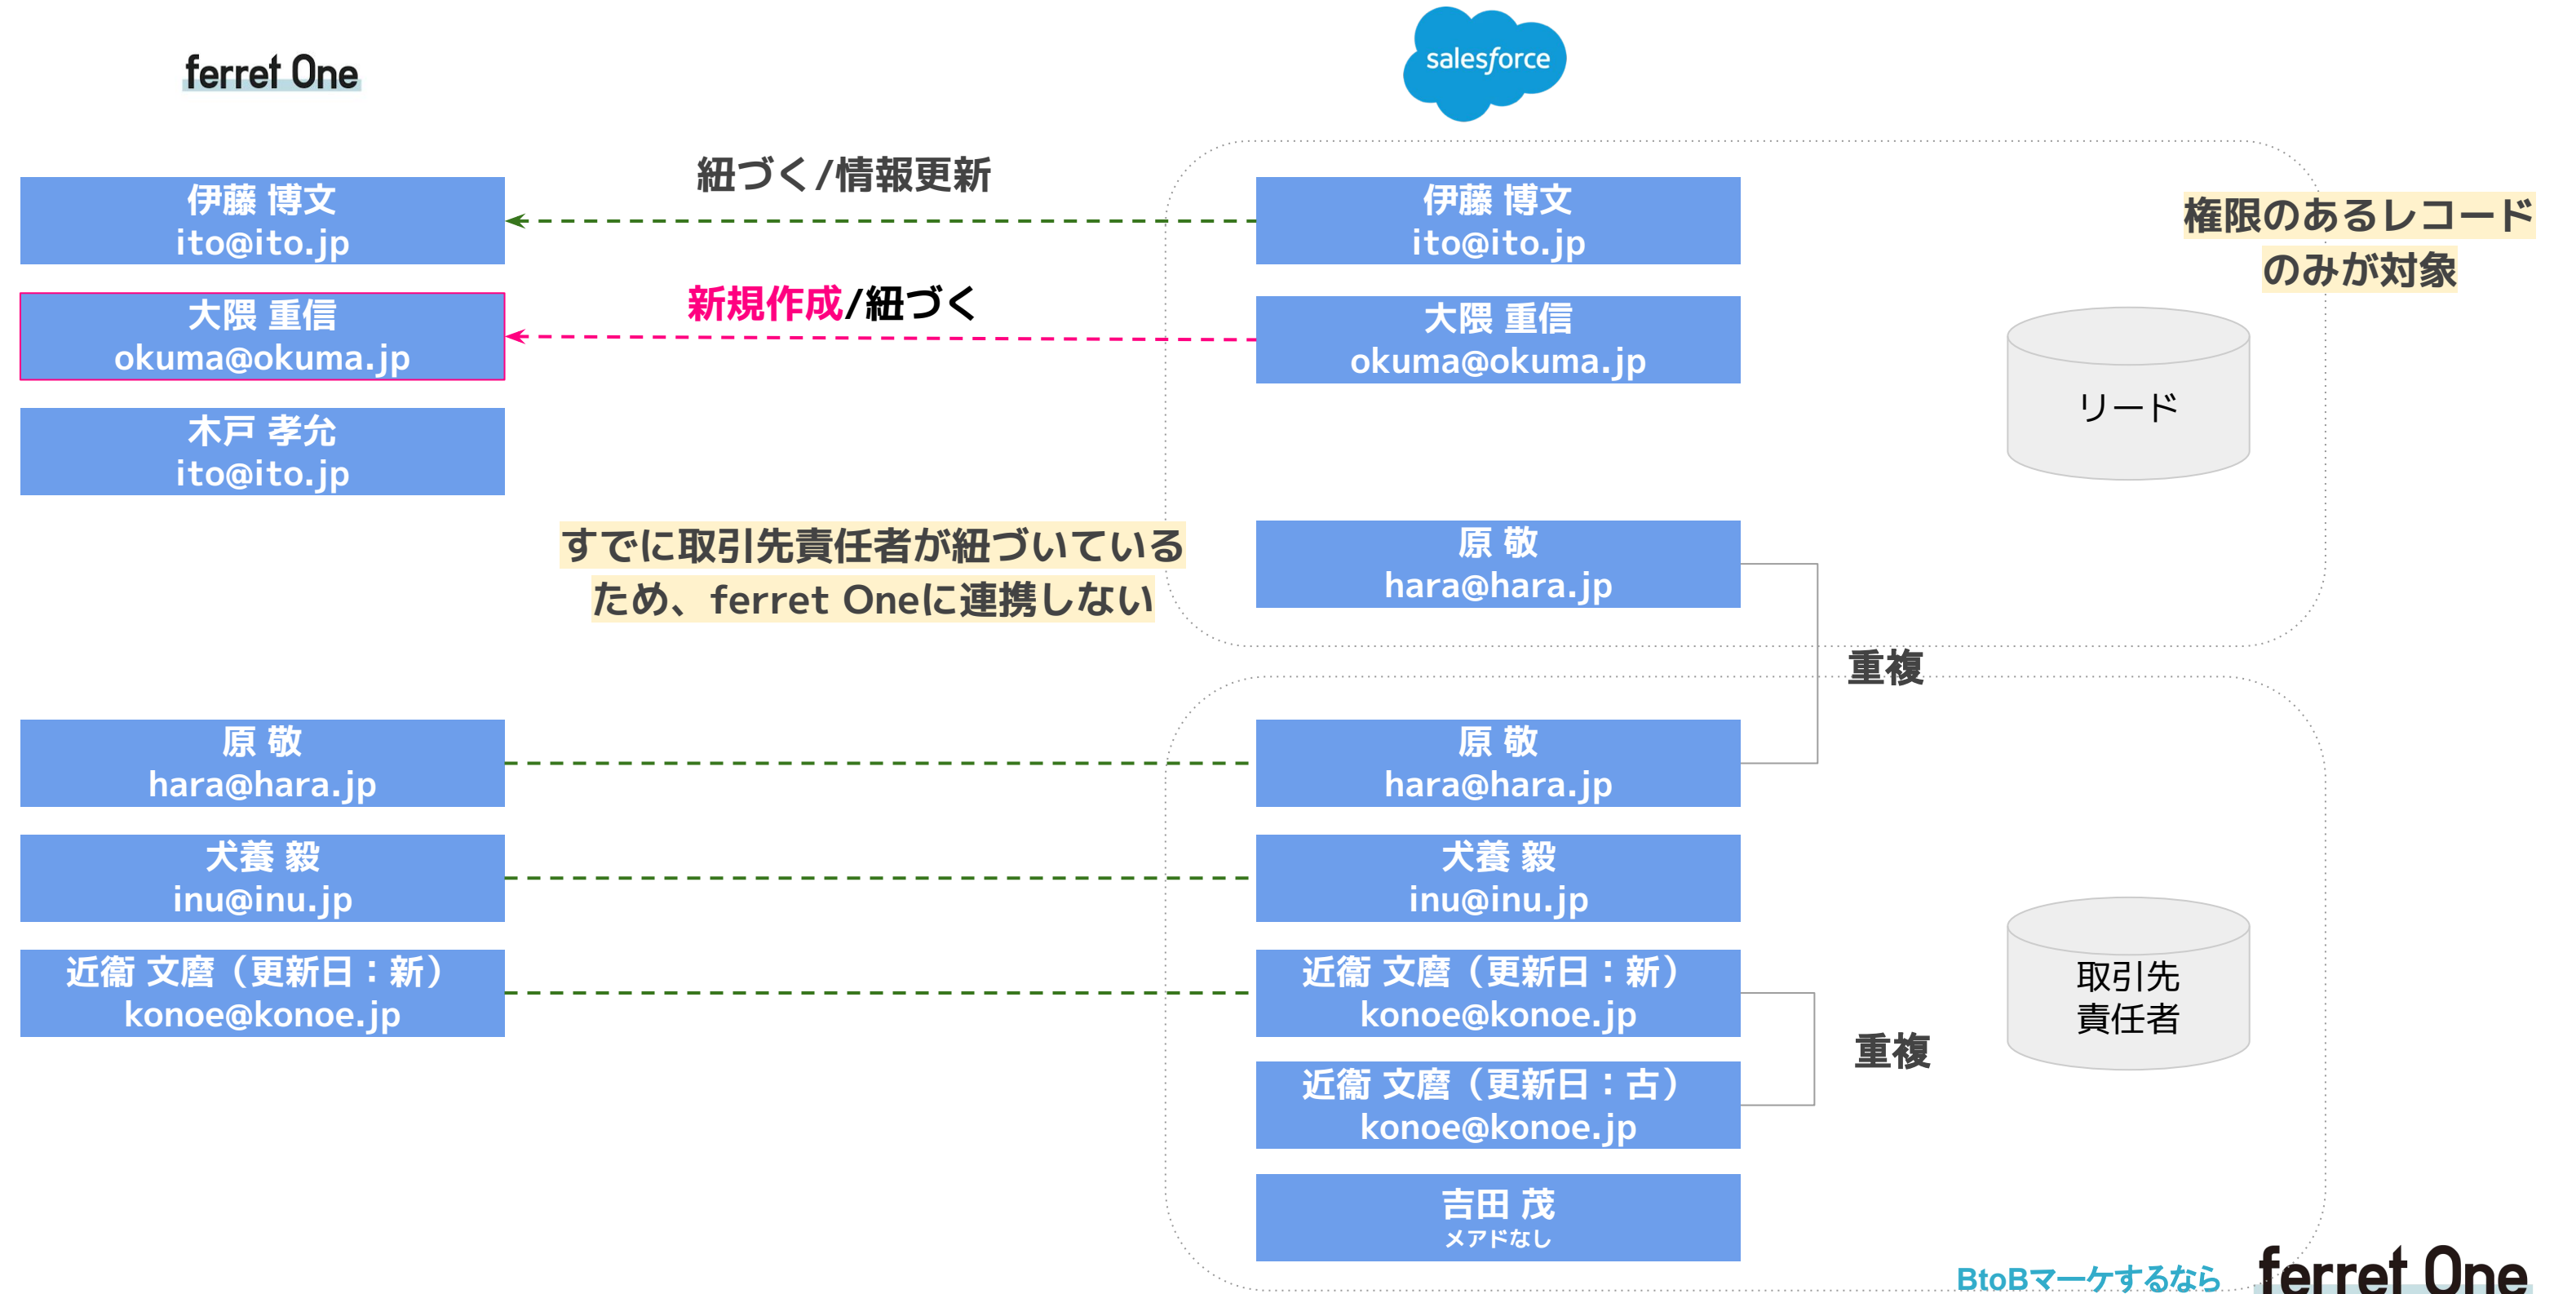 ferret One
salesforce
紐づく/情報更新
伊藤 博文
ito@ito.jp
伊藤 博文
ito@ito.jp
権限のあるレコード
のみが対象
新規作成/紐づく
大隈 重信
okuma@okuma.jp
大隈 重信
okuma@okuma.jp
リード
木戸 孝允
ito@ito.jp
すでに取引先責任者が紐づいている
ため、ferret Oneに連携しない
原 敬
hara@hara.jp
重複
原 敬
hara@hara.jp
原 敬
hara@hara.jp
犬養 毅
inu@inu.jp
犬養 毅
inu@inu.jp
近衞 文麿（更新日：新）
konoe@konoe.jp
近衞 文麿（更新日：新）
konoe@konoe.jp
取引先
責任者
重複
近衞 文麿（更新日：古）
konoe@konoe.jp
吉田 茂
メアドなし
BtoBマーケするなら
ferret One